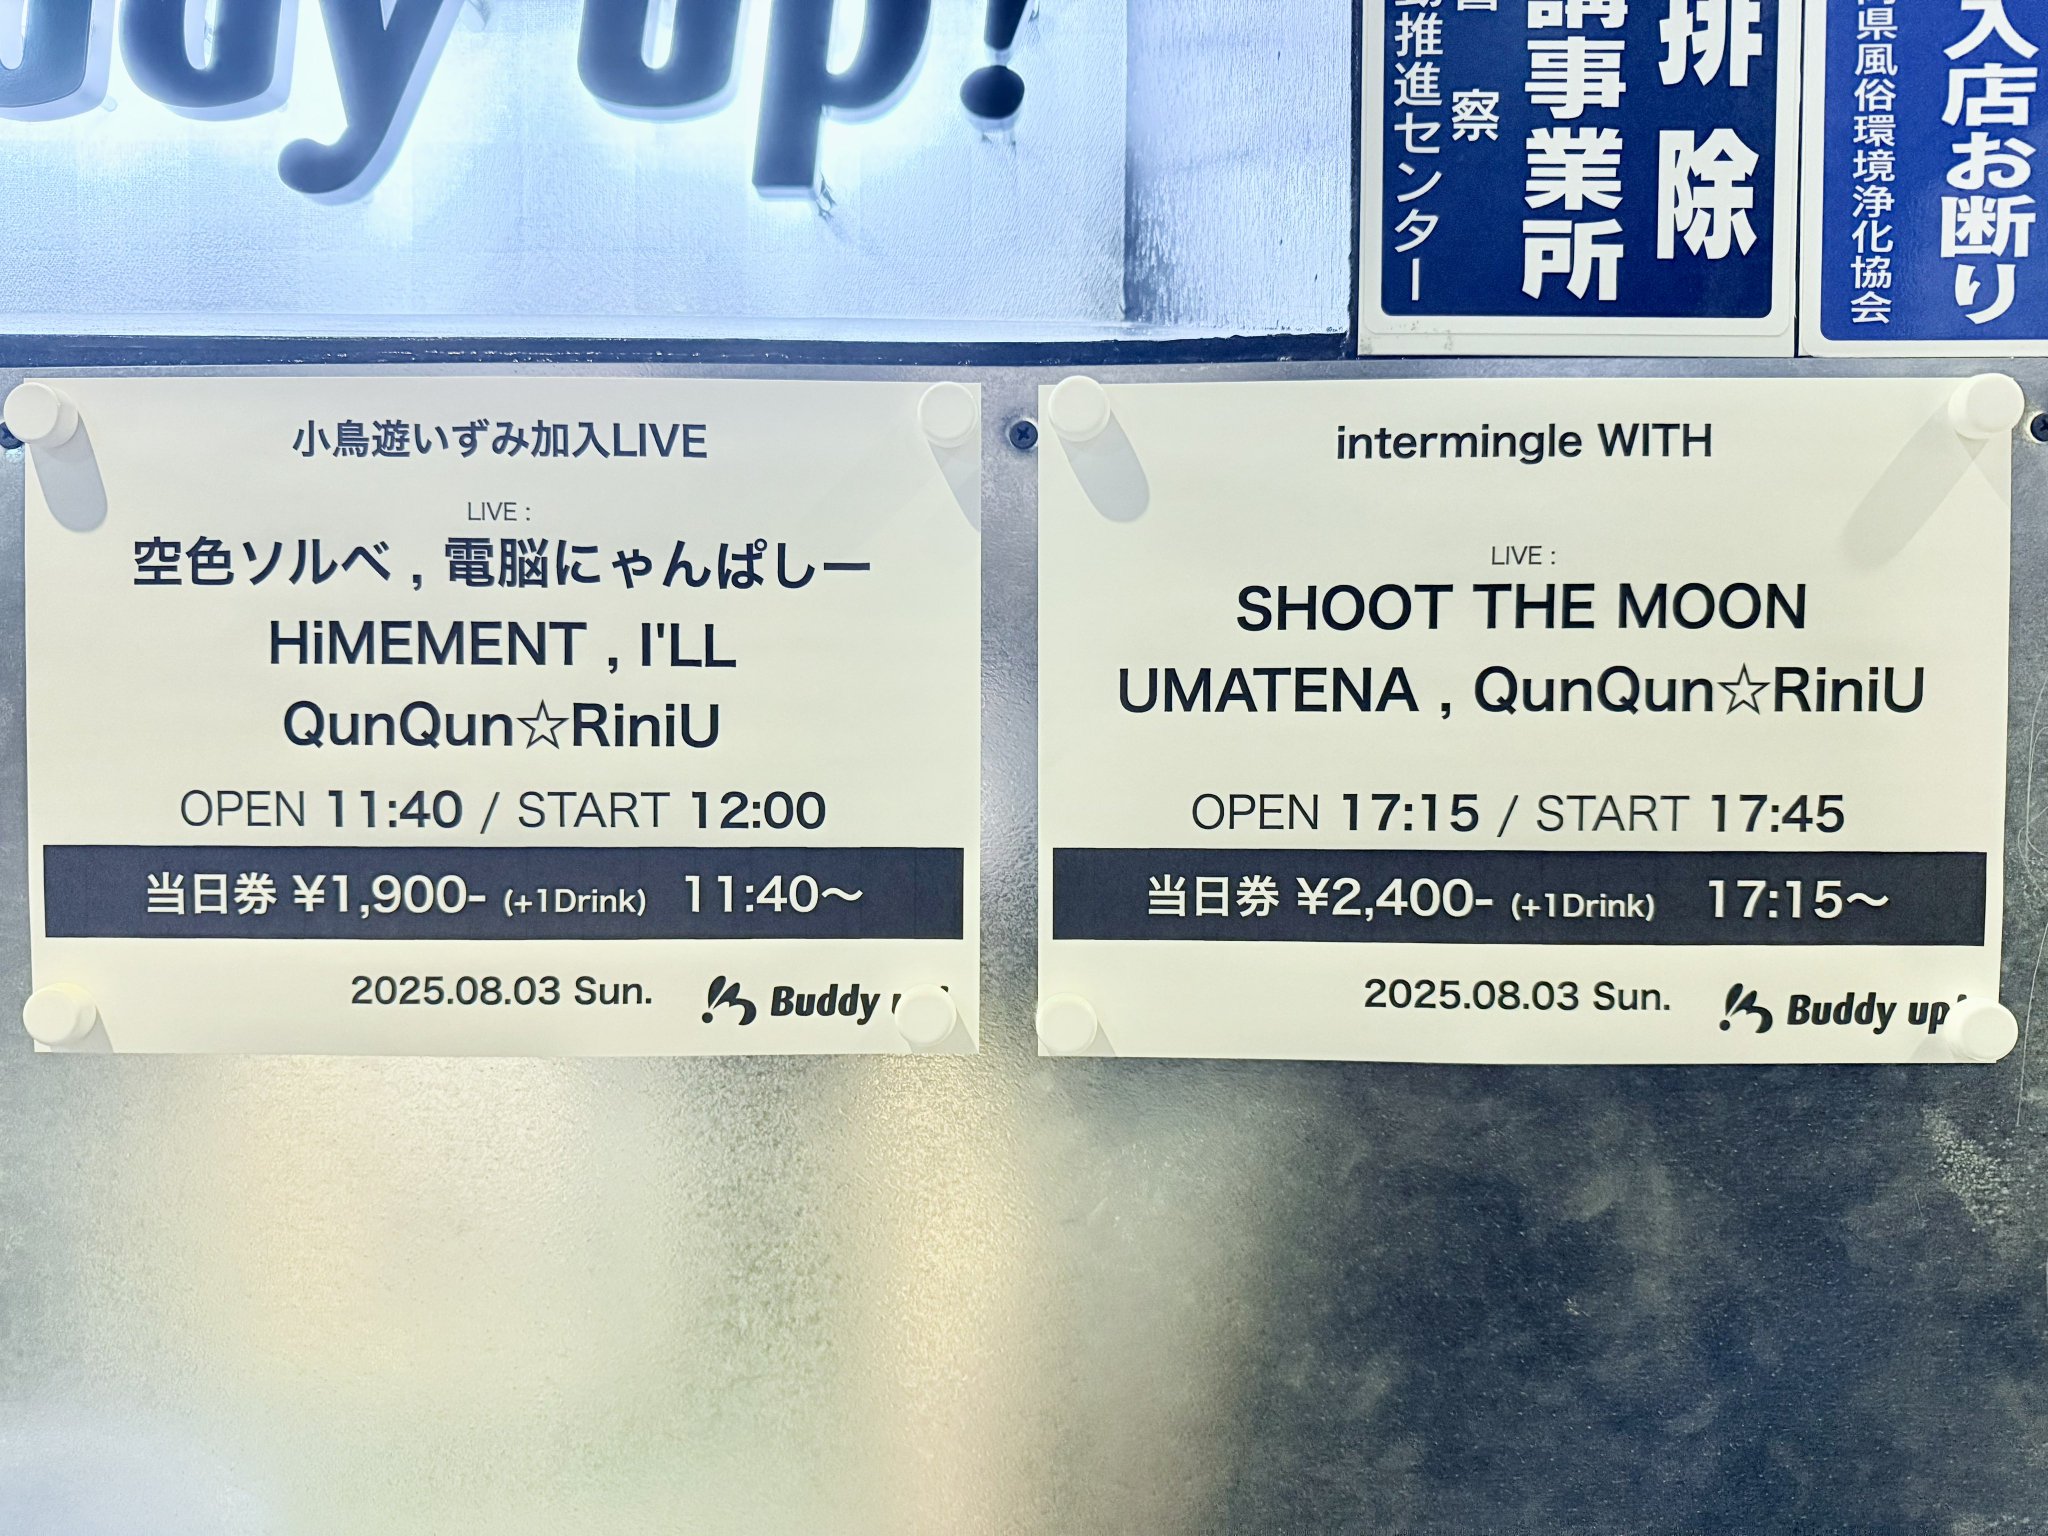 up!
排除
講事業所
察
推進センター
入店お断り
県風俗環境浄化協会
小鳥遊いずみ加入LIVE
LIVE :
空色ソルベ , 電脳にゃんぱしー
HiMEMENT , I'LL
QunQun☆RiniU
OPEN 11:40 / START 12:00
当日券 ¥1,900- (+1Drink) 11:40〜
2025.08.03 Sun.
Buddy
intermingle WITH
LIVE :
SHOOT THE MOON
UMATENA , QunQun☆RiniU
OPEN 17:15 / START 17:45
当日券 ¥2,400- (+1Drink) 17:15〜
2025.08.03 Sun.
Buddy up!